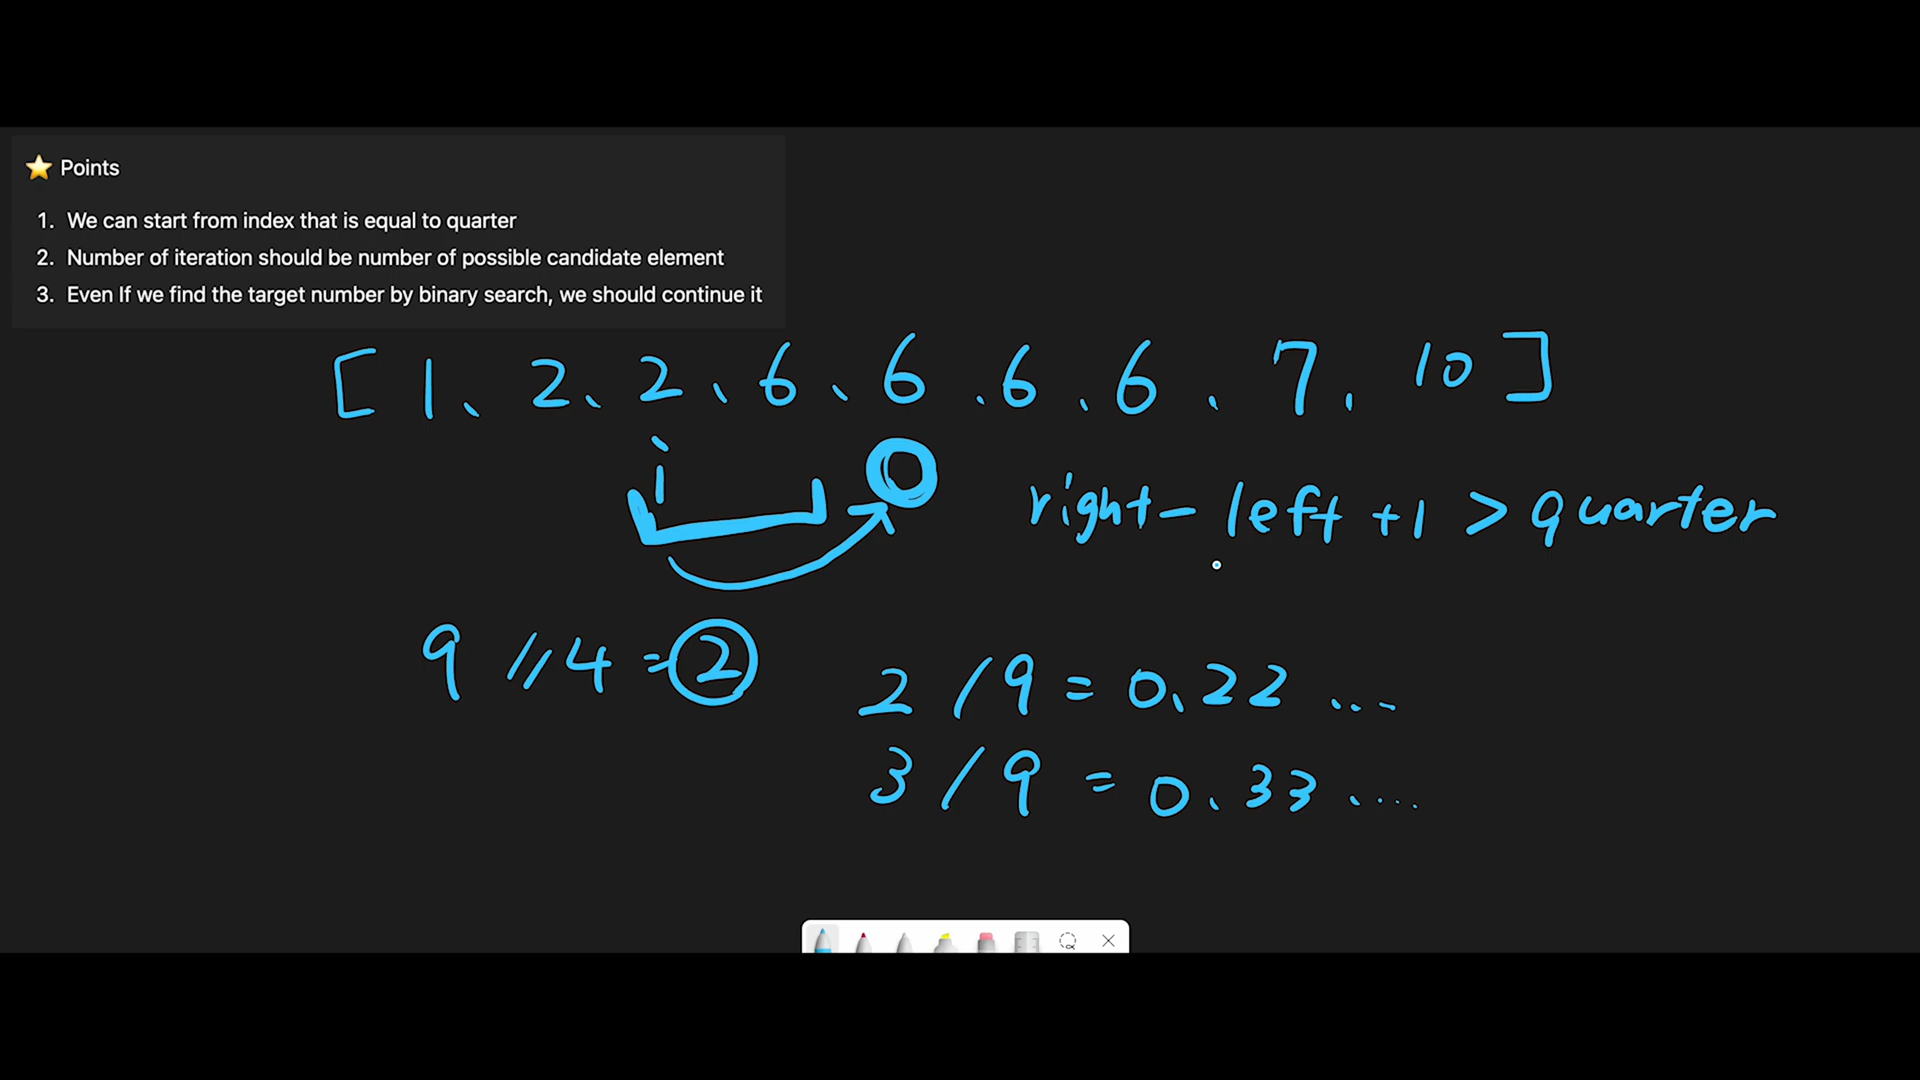 ⭐ Points
1. We can start from index that is equal to quarter
2. Number of iteration should be number of possible candidate element
3. Even If we find the target number by binary search, we should continue it
[1、2、2、6、6、6、6、7、10]
i
right - left + 1 > quarter
9 // 4 = 2
2 / 9 = 0.22 ...
3 / 9 = 0.33 ....